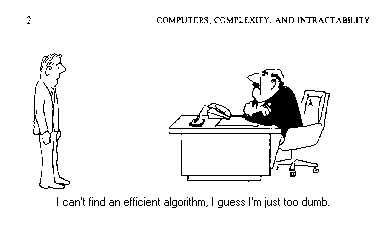 2 COMPUTERS, COMPLEXITY, AND INTRACTABILITY
I can't find an efficient algorithm, I guess I'm just too dumb.